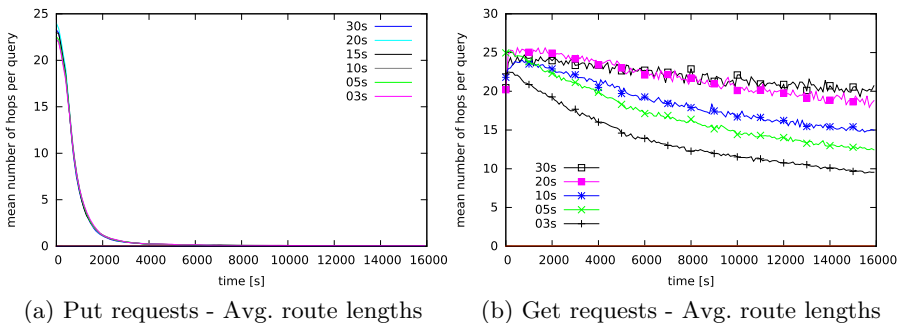 mean number of hops per query
30
25
20
15
10
5
0
0 2000 4000 6000 8000 10000 12000 14000 16000
time [s]
30s
20s
15s
10s
05s
03s
(a) Put requests - Avg. route lengths
mean number of hops per query
30
25
20
15
10
5
0
0 2000 4000 6000 8000 10000 12000 14000 16000
time [s]
30s
20s
10s
05s
03s
(b) Get requests - Avg. route lengths